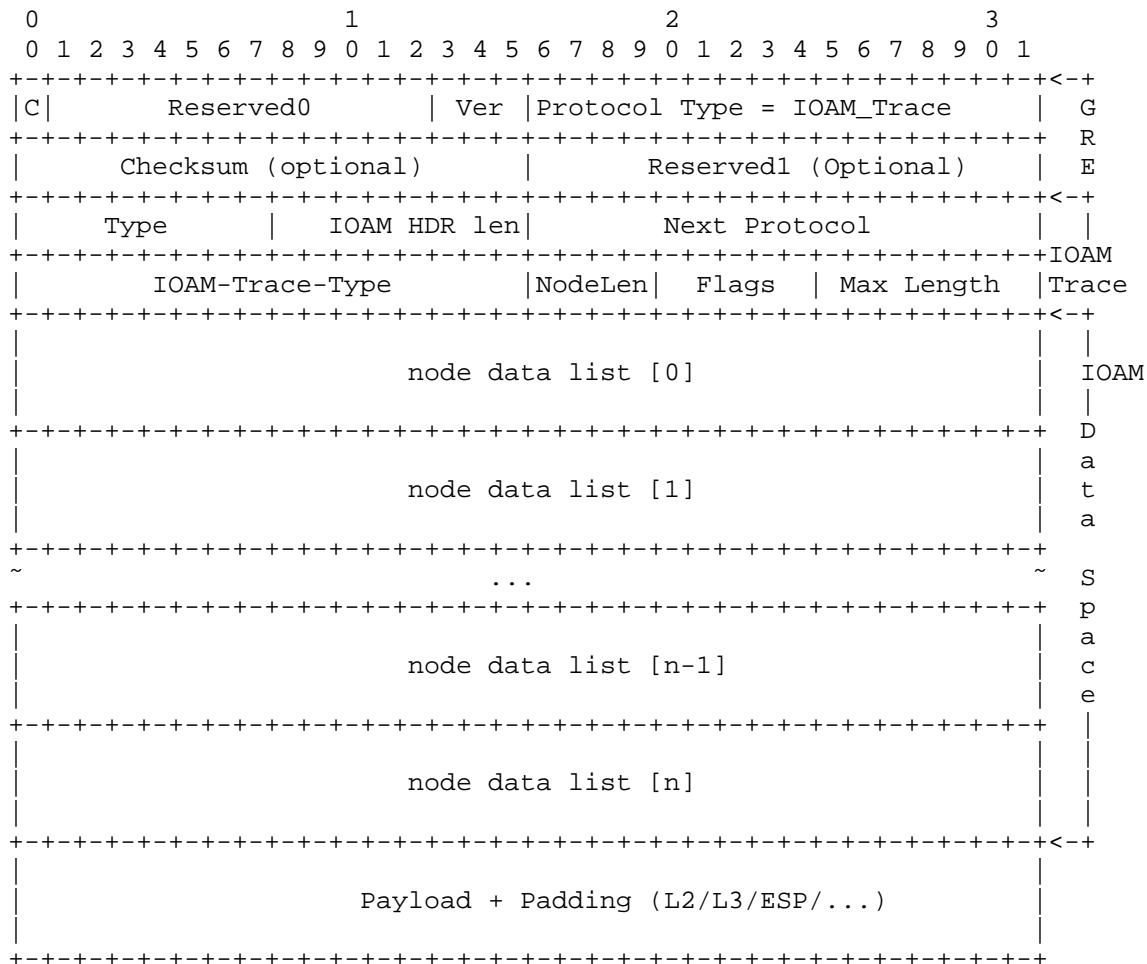 0                   1                   2                   3
 0 1 2 3 4 5 6 7 8 9 0 1 2 3 4 5 6 7 8 9 0 1 2 3 4 5 6 7 8 9 0 1
+-+-+-+-+-+-+-+-+-+-+-+-+-+-+-+-+-+-+-+-+-+-+-+-+-+-+-+-+-+-+-+-+<-+
|C|       Reserved0       | Ver |Protocol Type = IOAM_Trace     |  G
+-+-+-+-+-+-+-+-+-+-+-+-+-+-+-+-+-+-+-+-+-+-+-+-+-+-+-+-+-+-+-+-+  R
|      Checksum (optional)      |       Reserved1 (Optional)    |  E
+-+-+-+-+-+-+-+-+-+-+-+-+-+-+-+-+-+-+-+-+-+-+-+-+-+-+-+-+-+-+-+-+<-+
|     Type      |   IOAM HDR len|        Next Protocol          |  |
+-+-+-+-+-+-+-+-+-+-+-+-+-+-+-+-+-+-+-+-+-+-+-+-+-+-+-+-+-+-+-+-+IOAM
|        IOAM-Trace-Type        |NodeLen|  Flags  | Max Length  |Trace
+-+-+-+-+-+-+-+-+-+-+-+-+-+-+-+-+-+-+-+-+-+-+-+-+-+-+-+-+-+-+-+-+<-+
|                                                               |  |
|                        node data list [0]                     |  IOAM
|                                                               |  |
+-+-+-+-+-+-+-+-+-+-+-+-+-+-+-+-+-+-+-+-+-+-+-+-+-+-+-+-+-+-+-+-+  D
|                                                               |  a
|                        node data list [1]                     |  t
|                                                               |  a
+-+-+-+-+-+-+-+-+-+-+-+-+-+-+-+-+-+-+-+-+-+-+-+-+-+-+-+-+-+-+-+-+
~                             ...                               ~  S
+-+-+-+-+-+-+-+-+-+-+-+-+-+-+-+-+-+-+-+-+-+-+-+-+-+-+-+-+-+-+-+-+  p
|                                                               |  a
|                        node data list [n-1]                   |  c
|                                                               |  e
+-+-+-+-+-+-+-+-+-+-+-+-+-+-+-+-+-+-+-+-+-+-+-+-+-+-+-+-+-+-+-+-+  |
|                                                               |  |
|                        node data list [n]                     |  |
|                                                               |  |
+-+-+-+-+-+-+-+-+-+-+-+-+-+-+-+-+-+-+-+-+-+-+-+-+-+-+-+-+-+-+-+-+<-+
|                                                               |
|                     Payload + Padding (L2/L3/ESP/...)         |
|                                                               |
+-+-+-+-+-+-+-+-+-+-+-+-+-+-+-+-+-+-+-+-+-+-+-+-+-+-+-+-+-+-+-+-+